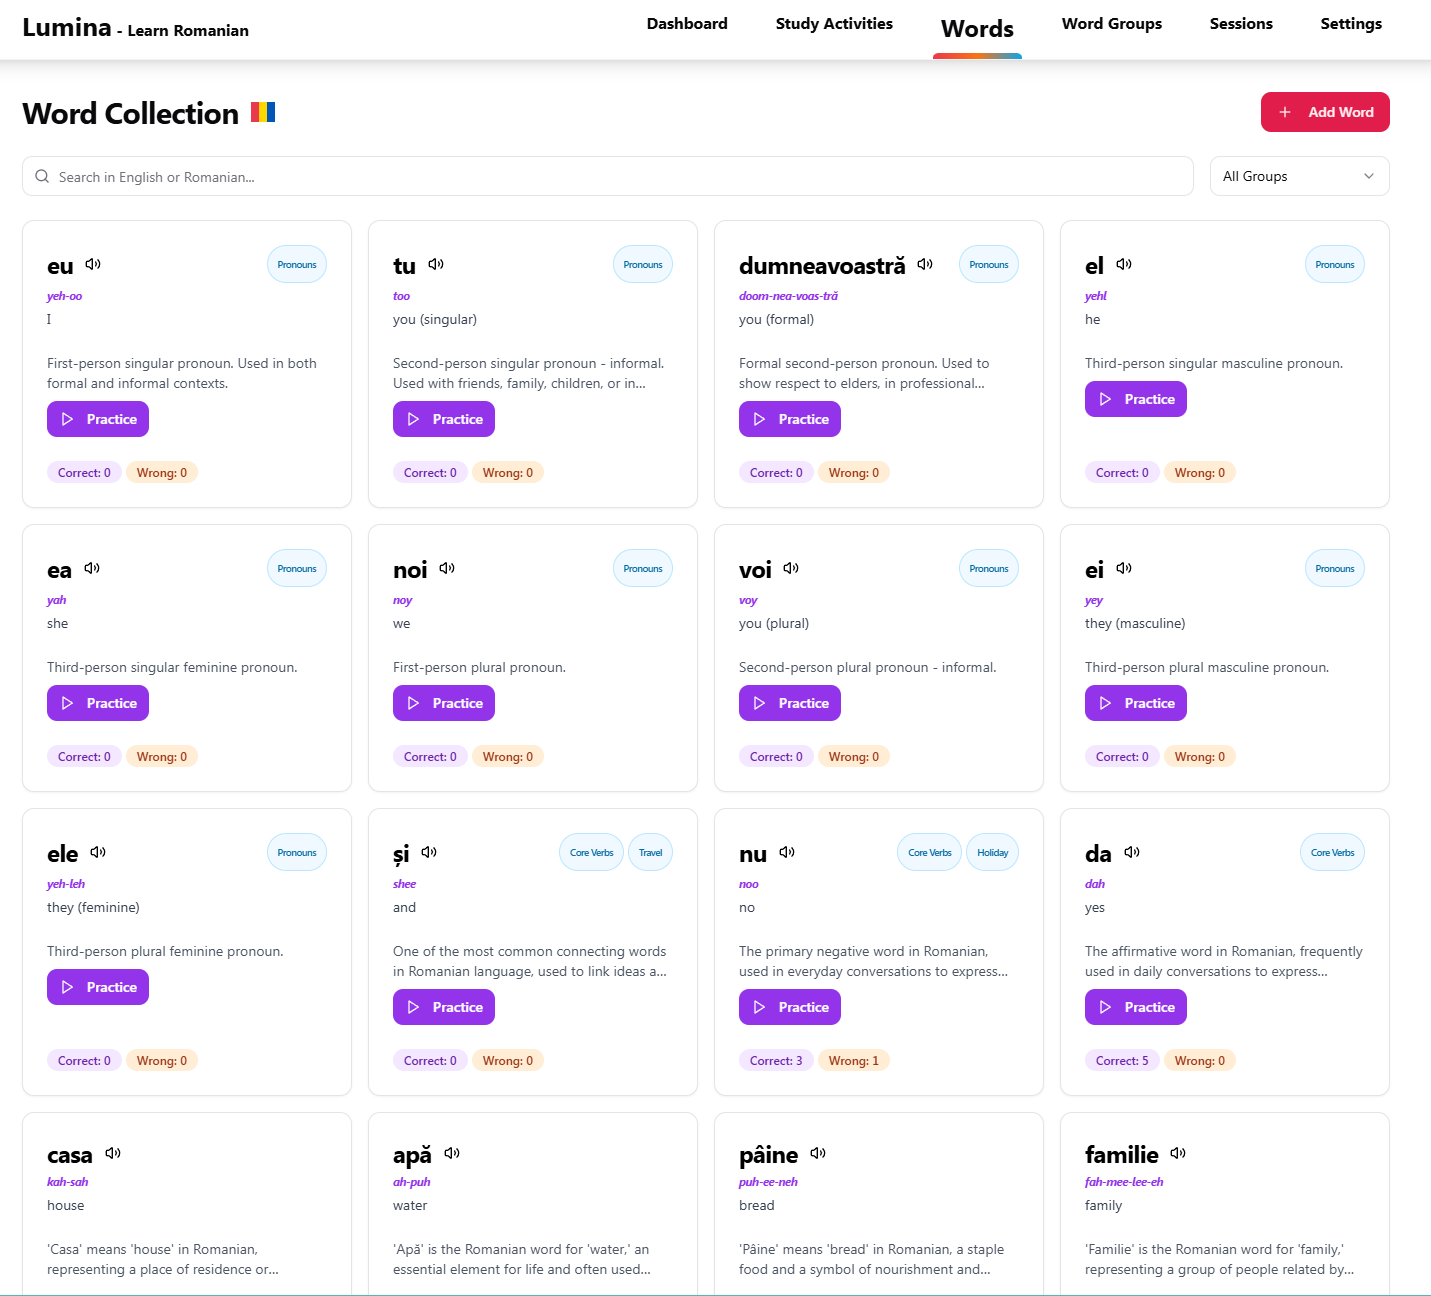 Lumina - Learn Romanian
Dashboard
Study Activities
Words
Word Groups
Sessions
Settings
Word Collection
Add Word
Search in English or Romanian...
All Groups
eu
Pronouns
yeh-oo
I
First-person singular pronoun. Used in both
formal and informal contexts.
Practice
Correct: 0
Wrong: 0
tu
Pronouns
too
you (singular)
Second-person singular pronoun - informal.
Used with friends, family, children, or in...
Practice
Correct: 0
Wrong: 0
dumneavoastră
Pronouns
doom-nea-voas-tră
you (formal)
Formal second-person pronoun. Used to
show respect to elders, in professional...
Practice
Correct: 0
Wrong: 0
el
Pronouns
yehl
he
Third-person singular masculine pronoun.
Practice
Correct: 0
Wrong: 0
ea
Pronouns
yah
she
Third-person singular feminine pronoun.
Practice
Correct: 0
Wrong: 0
noi
Pronouns
noy
we
First-person plural pronoun.
Practice
Correct: 0
Wrong: 0
voi
Pronouns
voy
you (plural)
Second-person plural pronoun - informal.
Practice
Correct: 0
Wrong: 0
ei
Pronouns
yey
they (masculine)
Third-person plural masculine pronoun.
Practice
Correct: 0
Wrong: 0
ele
Pronouns
yeh-leh
they (feminine)
Third-person plural feminine pronoun.
Practice
Correct: 0
Wrong: 0
și
Core Verbs
Travel
shee
and
One of the most common connecting words
in Romanian language, used to link ideas a...
Practice
Correct: 0
Wrong: 0
nu
Core Verbs
Holiday
noo
no
The primary negative word in Romanian,
used in everyday conversations to express...
Practice
Correct: 3
Wrong: 1
da
Core Verbs
dah
yes
The affirmative word in Romanian, frequently
used in daily conversations to express...
Practice
Correct: 5
Wrong: 0
casa
kah-sah
house
'Casa' means 'house' in Romanian,
representing a place of residence or...
apă
ah-puh
water
'Apă' is the Romanian word for 'water,' an
essential element for life and often used...
pâine
puh-ee-neh
bread
'Pâine' means 'bread' in Romanian, a staple
food and a symbol of nourishment and...
familie
fah-mee-lee-eh
family
'Familie' is the Romanian word for 'family,'
representing a group of people related by...